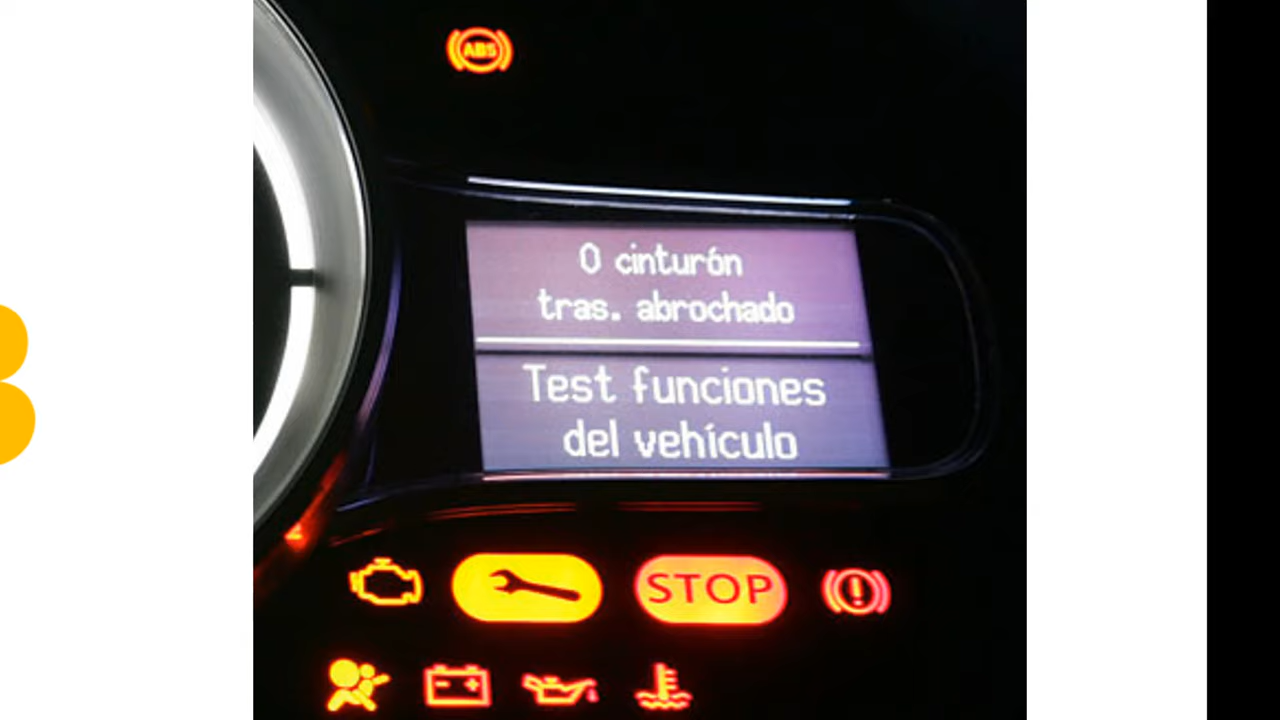 ABS
0 cinturón
tras. abrochado
Test funciones
del vehículo
STOP